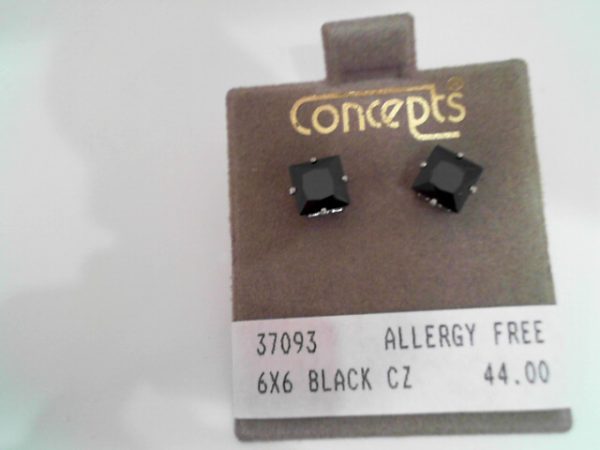 Concepts®
37093 ALLERGY FREE
6X6 BLACK CZ 44.00